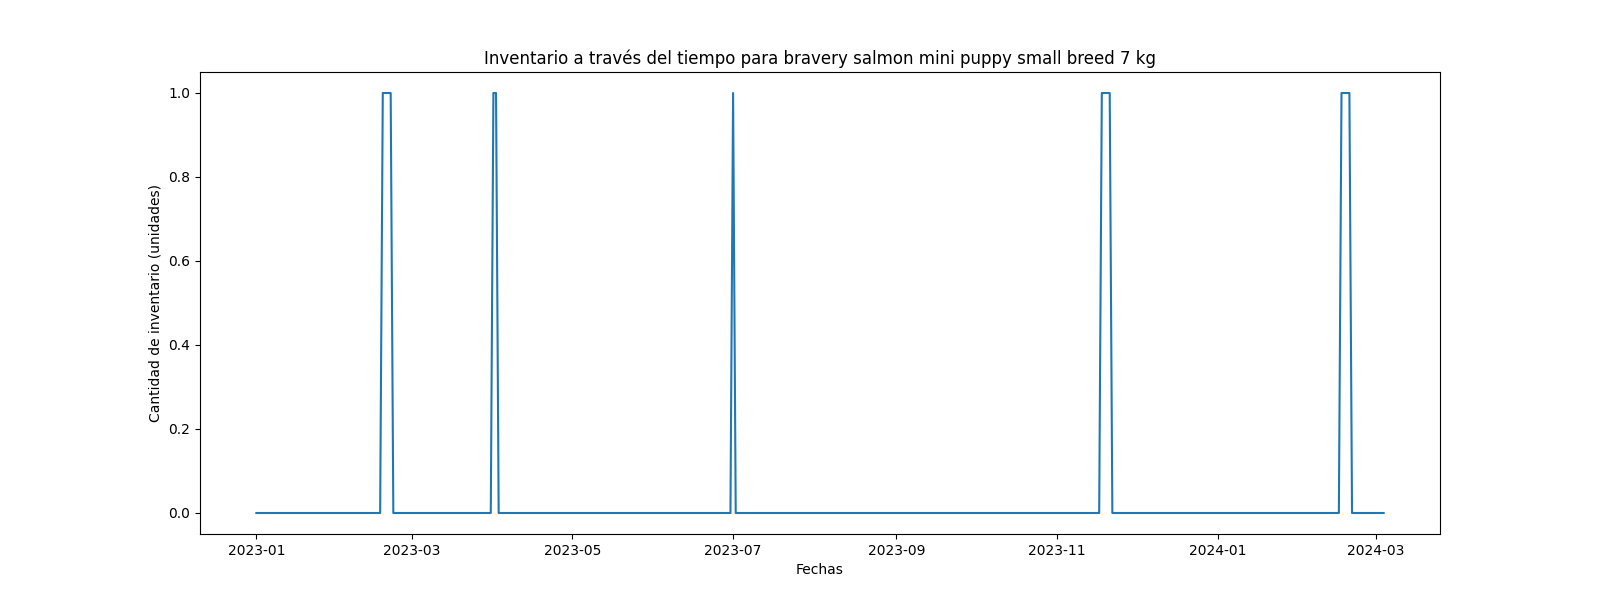 Inventario a través del tiempo para bravery salmon mini puppy small breed 7 kg
Cantidad de inventario (unidades)
1.0
0.8
0.6
0.4
0.2
0.0
2023-01 2023-03 2023-05 2023-07 2023-09 2023-11 2024-01 2024-03
Fechas